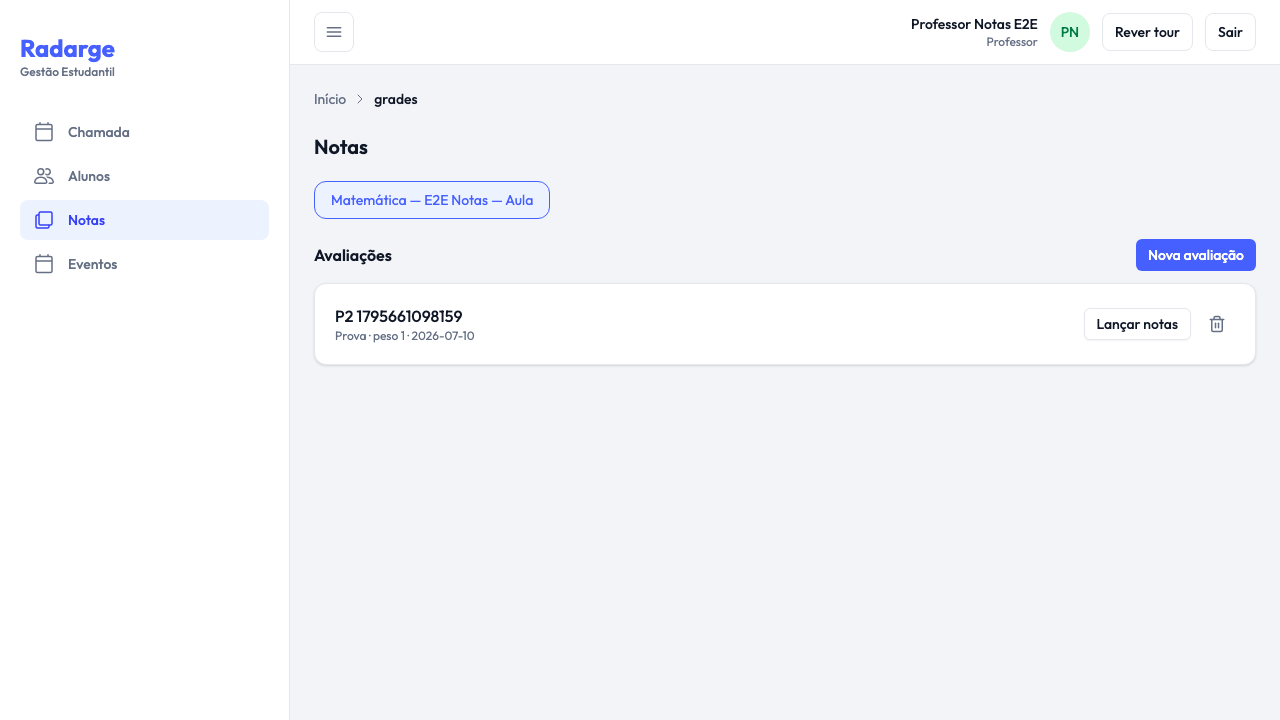 Radarge
Gestão Estudantil
Chamada
Alunos
Notas
Eventos
Professor Notas E2E
Professor
PN
Rever tour
Sair
Início
grades
Notas
Matemática — E2E Notas — Aula
Avaliações
Nova avaliação
P2 1795661098159
Prova · peso 1 · 2026-07-10
Lançar notas